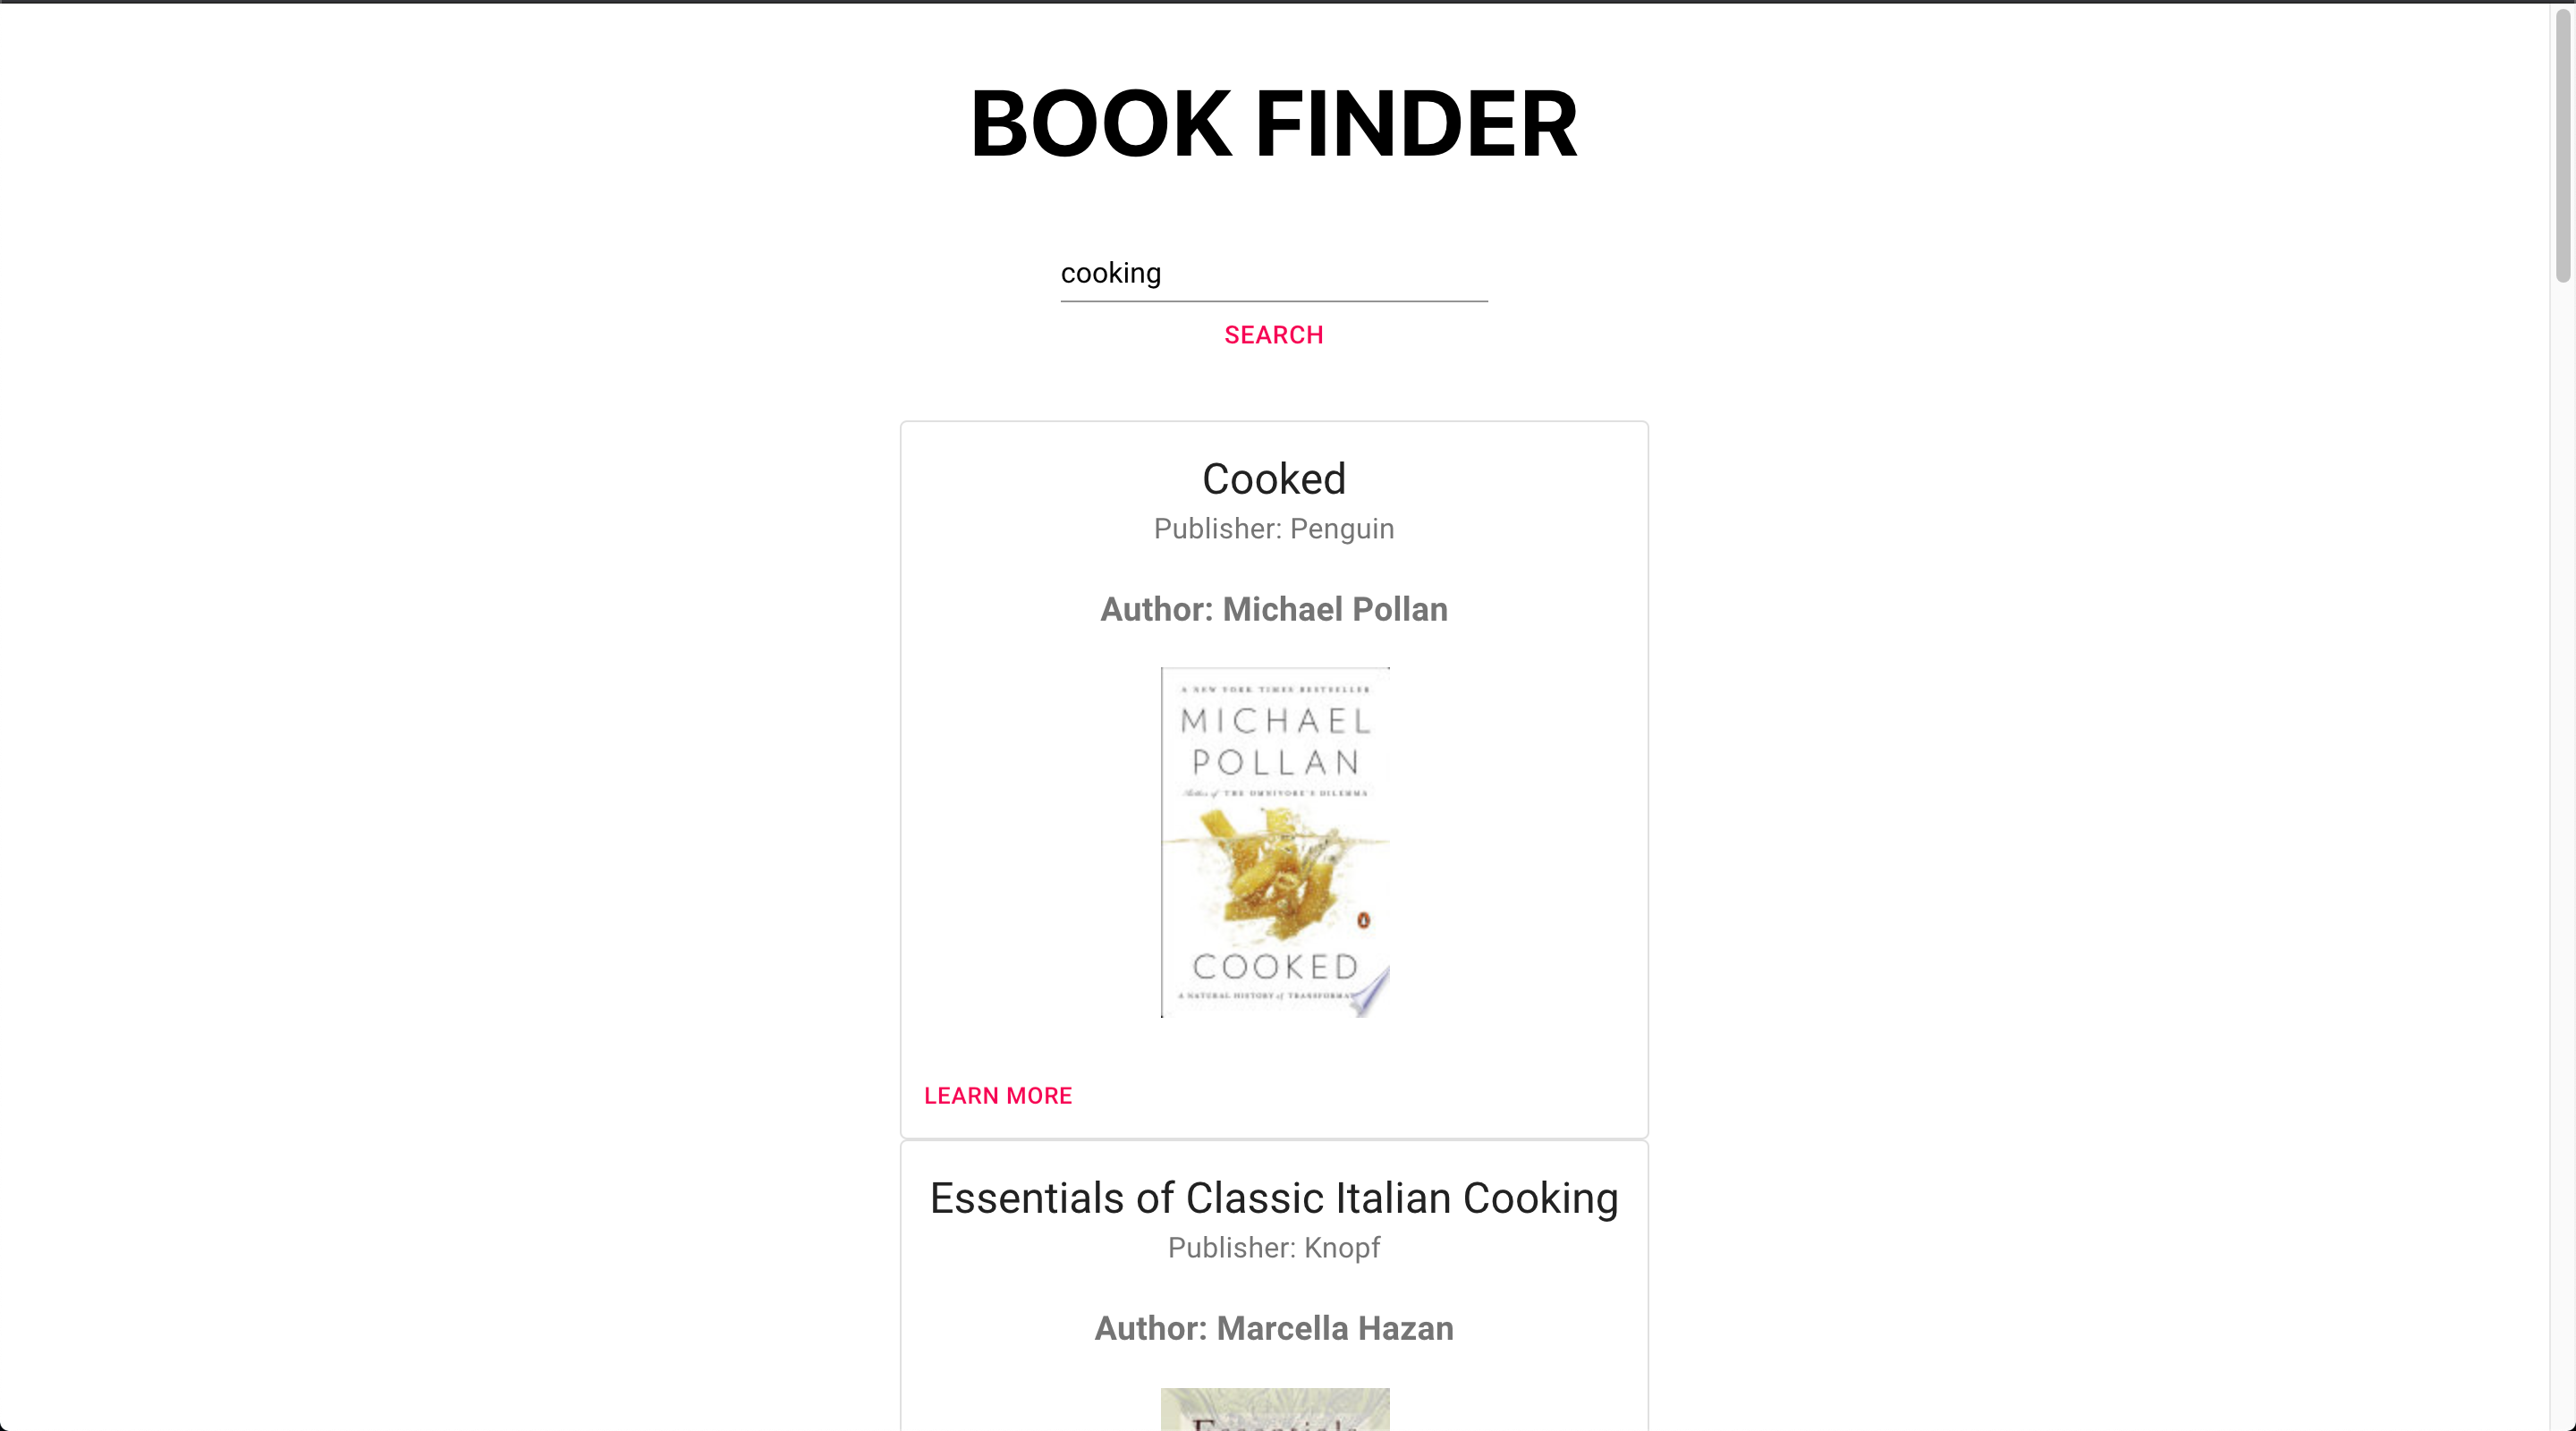 BOOK FINDER
cooking
SEARCH
Cooked
Publisher: Penguin
Author: Michael Pollan
A NEW YORK TIMES BESTSELLER
MICHAEL
POLLAN
Author of THE OMNIVORE'S DILEMMA
COOKED
A NATURAL HISTORY of TRANSFORMA
LEARN MORE
Essentials of Classic Italian Cooking
Publisher: Knopf
Author: Marcella Hazan
Essentials